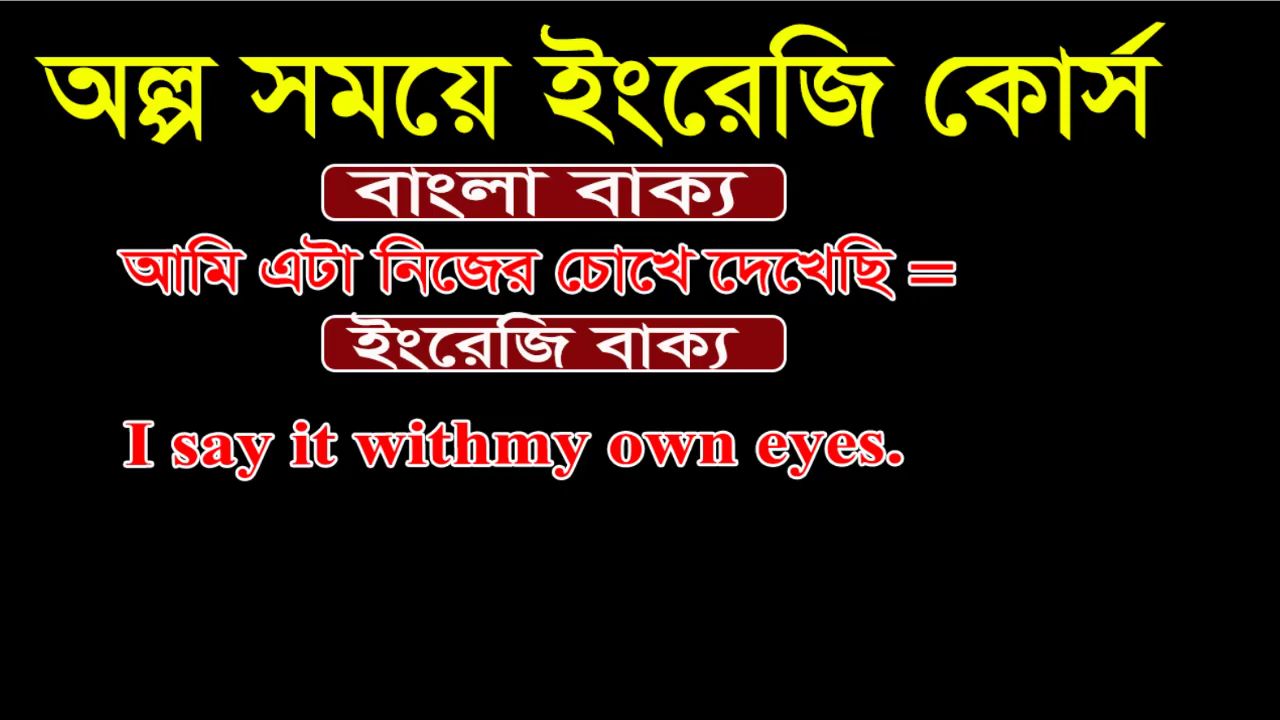 অল্প সময়ে ইংরেজি কোর্স
বাংলা বাক্য
আমি এটা নিজের চোখে দেখেছি =
ইংরেজি বাক্য
I say it withmy own eyes.